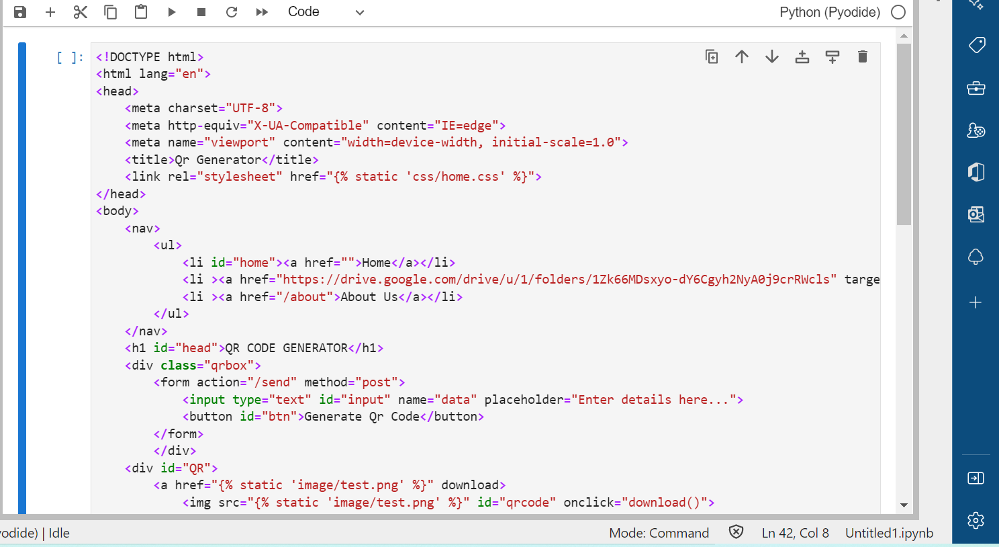 Code
Python (Pyodide)
[ ]:
<!DOCTYPE html>
<html lang="en">
<head>
    <meta charset="UTF-8">
    <meta http-equiv="X-UA-Compatible" content="IE=edge">
    <meta name="viewport" content="width=device-width, initial-scale=1.0">
    <title>Qr Generator</title>
    <link rel="stylesheet" href="{% static 'css/home.css' %}">
</head>
<body>
    <nav>
        <ul>
            <li id="home"><a href="">Home</a></li>
            <li ><a href="https://drive.google.com/drive/u/1/folders/1Zk66MDsxyo-dY6Cgyh2NyA0j9crRWcls" targe
            <li ><a href="/about">About Us</a></li>
        </ul>
    </nav>
    <h1 id="head">QR CODE GENERATOR</h1>
    <div class="qrbox">
        <form action="/send" method="post">
            <input type="text" id="input" name="data" placeholder="Enter details here...">
            <button id="btn">Generate Qr Code</button>
        </form>
        </div>
    <div id="QR">
        <a href="{% static 'image/test.png' %}" download>
            <img src="{% static 'image/test.png' %}" id="qrcode" onclick="download()">
yodide) | Idle
Mode: Command
Ln 42, Col 8
Untitled1.ipynb